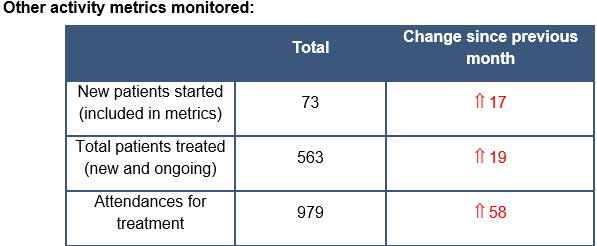 Other activity metrics monitored:
Total
Change since previous
month
New patients started
(included in metrics)
73
⇑ 17
Total patients treated
(new and ongoing)
563
⇑ 19
Attendances for
treatment
979
⇑ 58